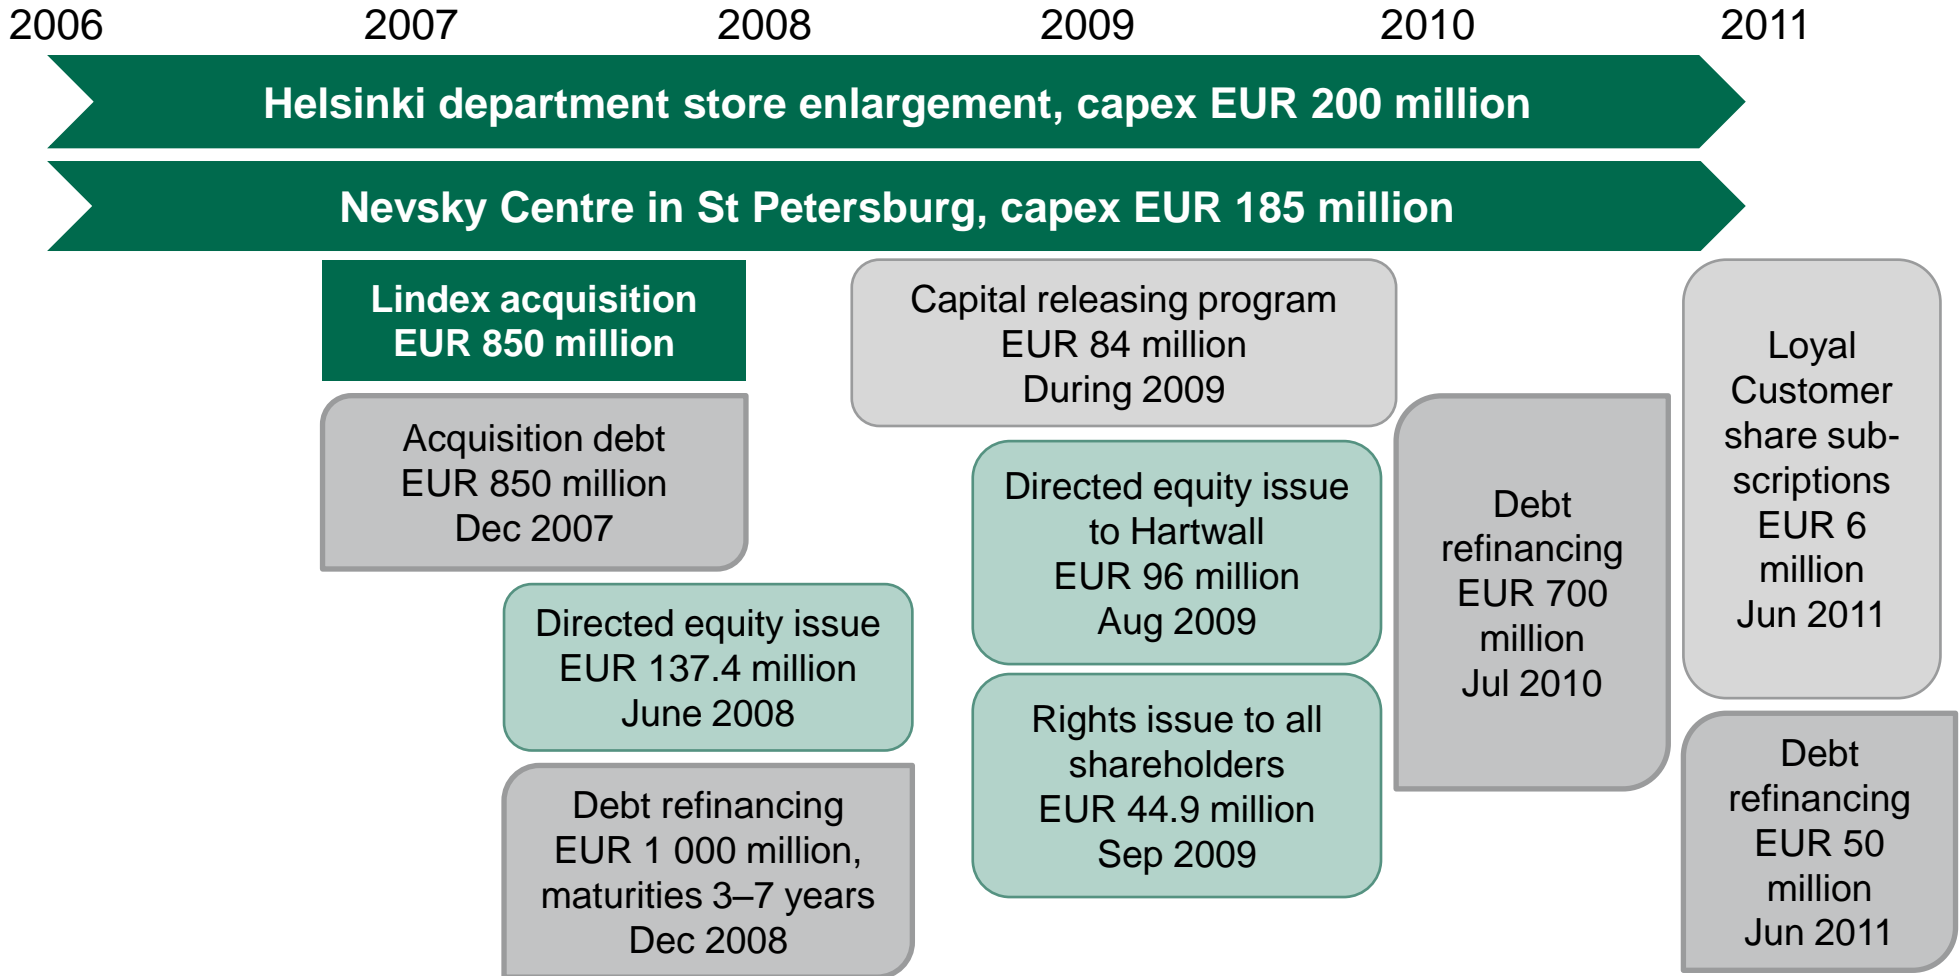 2006 2007 2008 2009 2010 2011
Helsinki department store enlargement, capex EUR 200 million
Nevsky Centre in St Petersburg, capex EUR 185 million
Lindex acquisition
EUR 850 million
Acquisition debt
EUR 850 million
Dec 2007
Directed equity issue
EUR 137.4 million
June 2008
Debt refinancing
EUR 1 000 million,
maturities 3–7 years
Dec 2008
Capital releasing program
EUR 84 million
During 2009
Directed equity issue
to Hartwall
EUR 96 million
Aug 2009
Rights issue to all
shareholders
EUR 44.9 million
Sep 2009
Debt
refinancing
EUR 700
million
Jul 2010
Loyal
Customer
share sub-
scriptions
EUR 6
million
Jun 2011
Debt
refinancing
EUR 50
million
Jun 2011